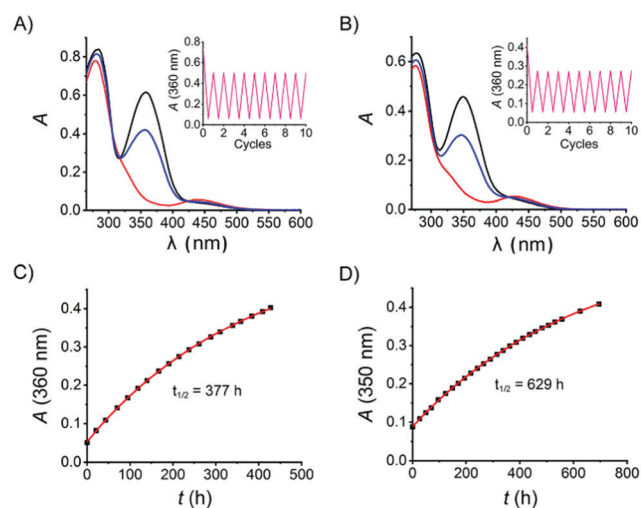 A)
0.8
0.6
0.4
0.2
0.0
A
300 350 400 450 500 550 600
λ (nm)
0.8
0.6
0.4
0.2
0.0
A (360 nm)
0 2 4 6 8 10
Cycles
B)
0.6
0.4
0.2
0.0
A
300 350 400 450 500 550 600
λ (nm)
0.4
0.3
0.2
0.1
0.0
A (360 nm)
0 2 4 6 8 10
Cycles
C)
0.4
0.3
0.2
0.1
0.0
A (360 nm)
t1/2 = 377 h
0 100 200 300 400 500
t (h)
D)
0.5
0.4
0.3
0.2
0.1
0.0
A (350 nm)
t1/2 = 629 h
0 200 400 600 800
t (h)